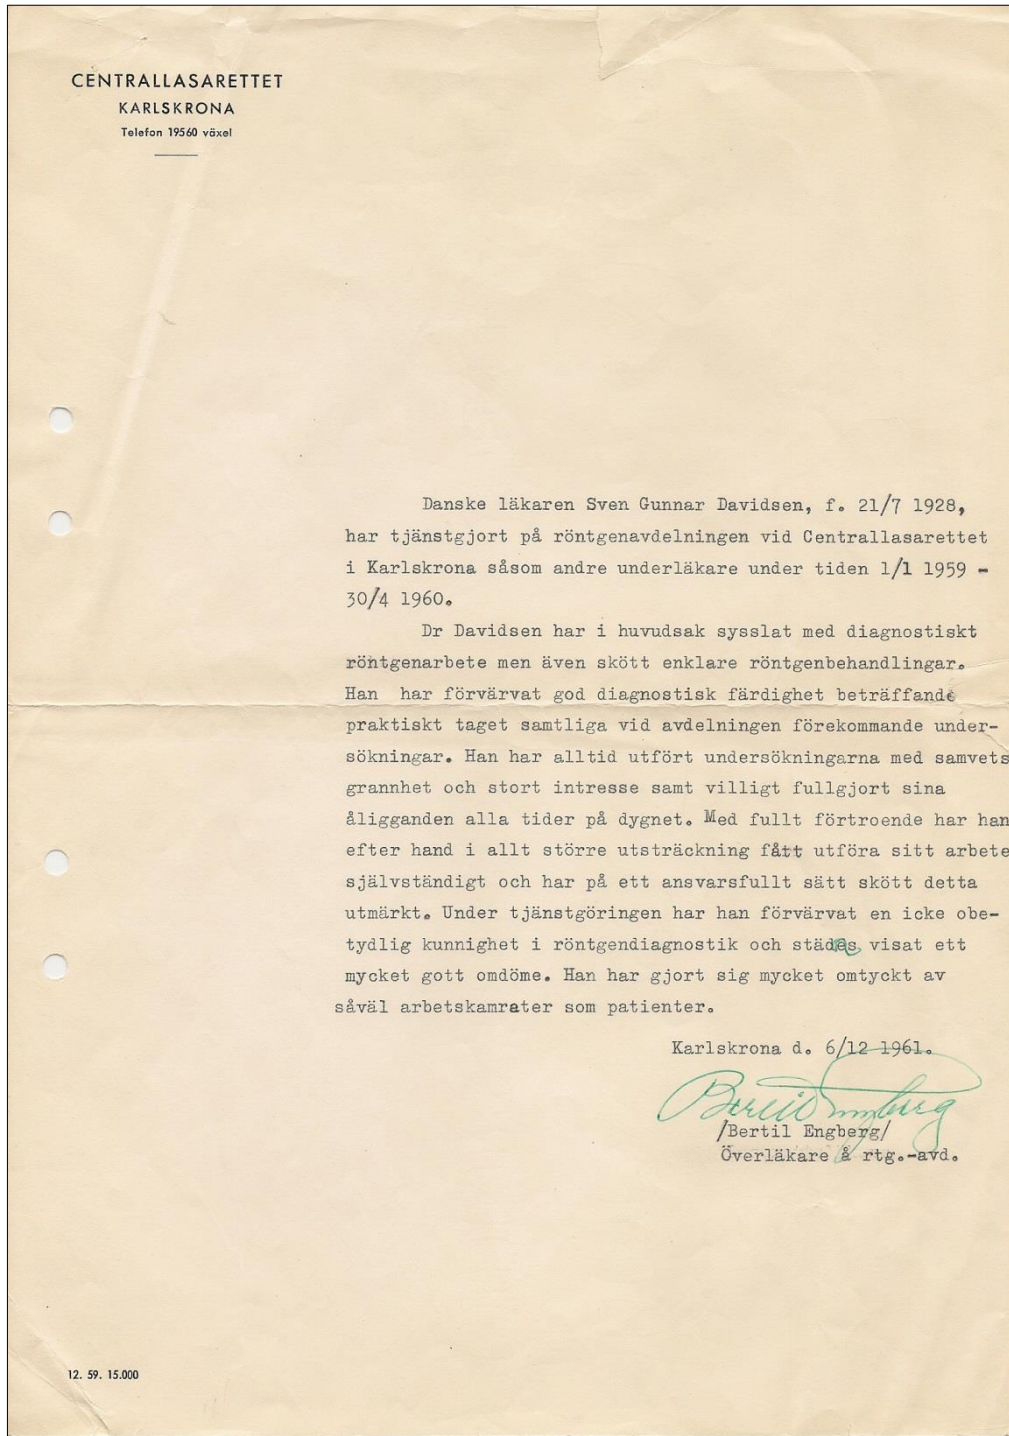 CENTRALLASARETTET
KARLSKRONA
Telefon 19560 växel
Danske läkaren Sven Gunnar Davidsen, f. 21/7 1928,
har tjänstgjort på röntgenavdelningen vid Centrallasarettet
i Karlskrona såsom andre underläkare under tiden 1/1 1959 -
30/4 1960.
Dr Davidsen har i huvudsak sysslat med diagnostiskt
röntgenarbete men även skött enklare röntgenbehandlingar.
Han har förvärvat god diagnostisk färdighet beträffande
praktiskt taget samtliga vid avdelningen förekommande under-
sökningar. Han har alltid utfört undersökningarna med samvets
grannhet och stort intresse samt villigt fullgjort sina
åligganden alla tider på dygnet. Med fullt förtroende har han
efter hand i allt större utsträckning fått utföra sitt arbete
självständigt och har på ett ansvarsfullt sätt skött detta
utmärkt. Under tjänstgöringen har han förvärvat en icke obe-
tydlig kunnighet i röntgendiagnostik och städes visat ett
mycket gott omdöme. Han har gjort sig mycket omtyckt av
såväl arbetskamrater som patienter.
Karlskrona d. 6/12 1961.
Bertil Engberg
/Bertil Engberg/
Överläkare å rtg.-avd.
12. 59. 15.000